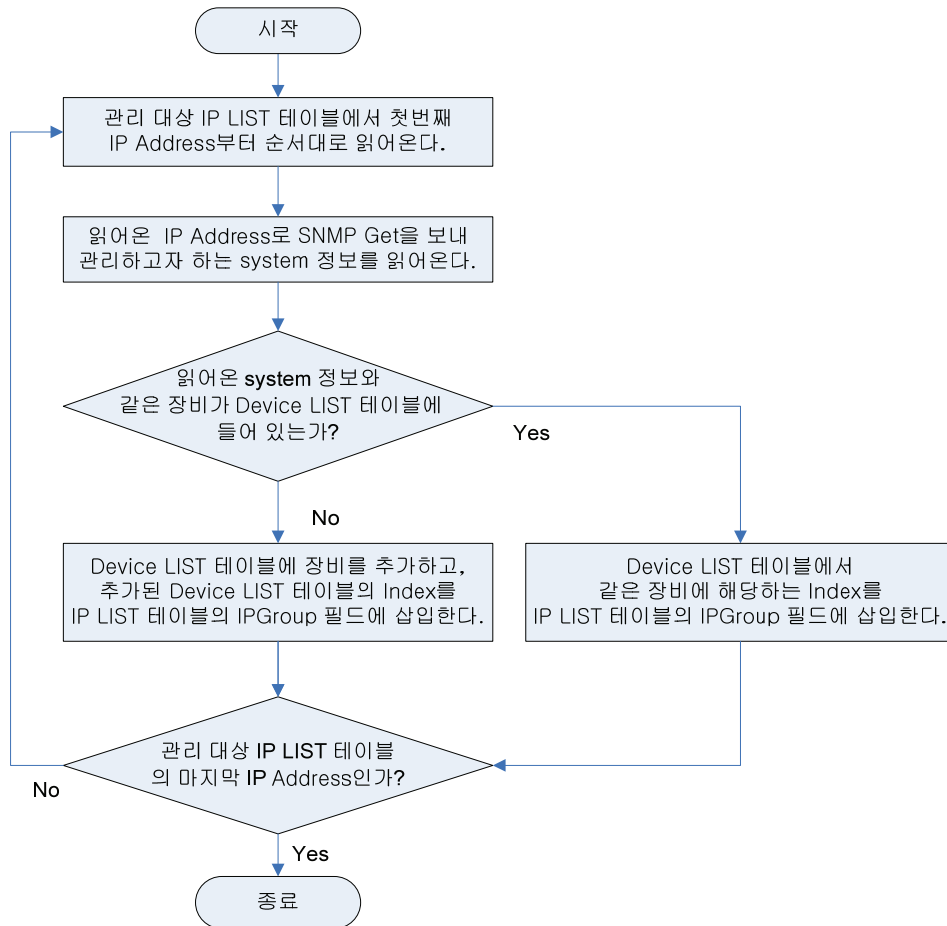 시작
관리 대상 IP LIST 테이블에서 첫번째
IP Address부터 순서대로 읽어온다.
읽어온 IP Address로 SNMP Get을 보내
관리하고자 하는 system 정보를 읽어온다.
읽어온 system 정보와
같은 장비가 Device LIST 테이블에
들어 있는가?
Yes
No
Device LIST 테이블에 장비를 추가하고,
추가된 Device LIST 테이블의 Index를
IP LIST 테이블의 IPGroup 필드에 삽입한다.
Device LIST 테이블에서
같은 장비에 해당하는 Index를
IP LIST 테이블의 IPGroup 필드에 삽입한다.
관리 대상 IP LIST 테이블
의 마지막 IP Address인가?
No
Yes
종료